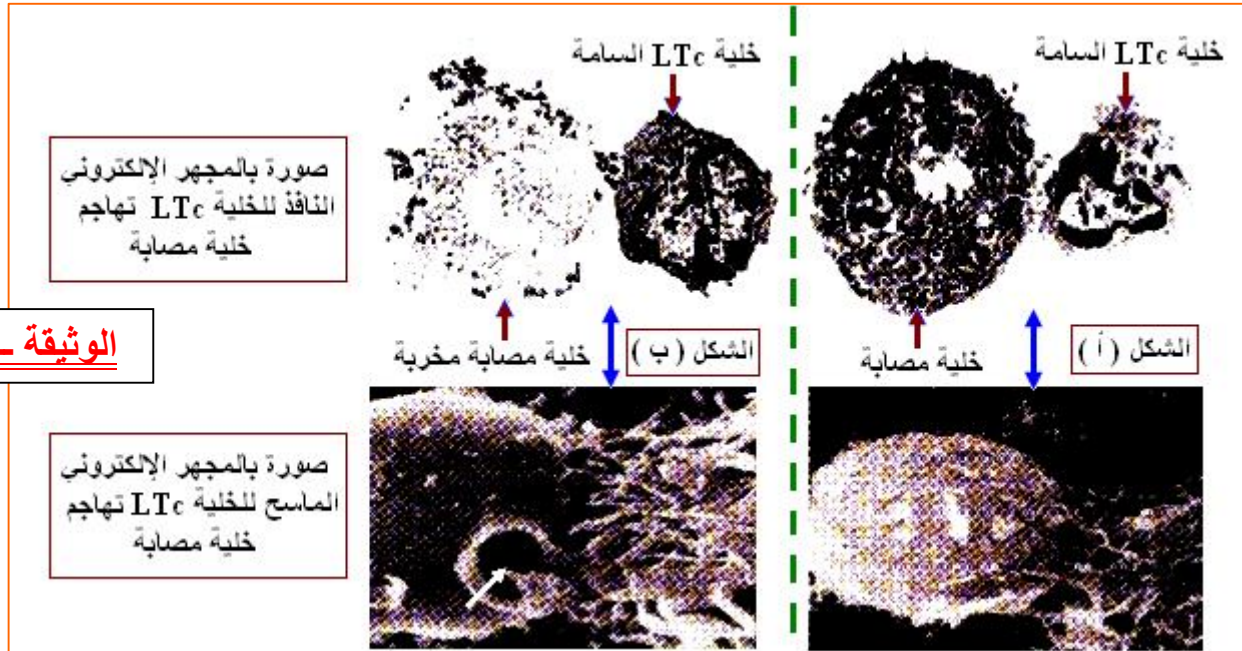 خلية LTc السامة
خلية LTc السامة
صورة بالمجهر الإلكتروني
النافذ للخلية LTc تهاجم
خلية مصابة
الوثيقة ــ
خلية مصابة
الشكل ( أ )
خلية مصابة مخربة
الشكل ( ب )
صورة بالمجهر الإلكتروني
الماسح للخلية LTc تهاجم
خلية مصابة